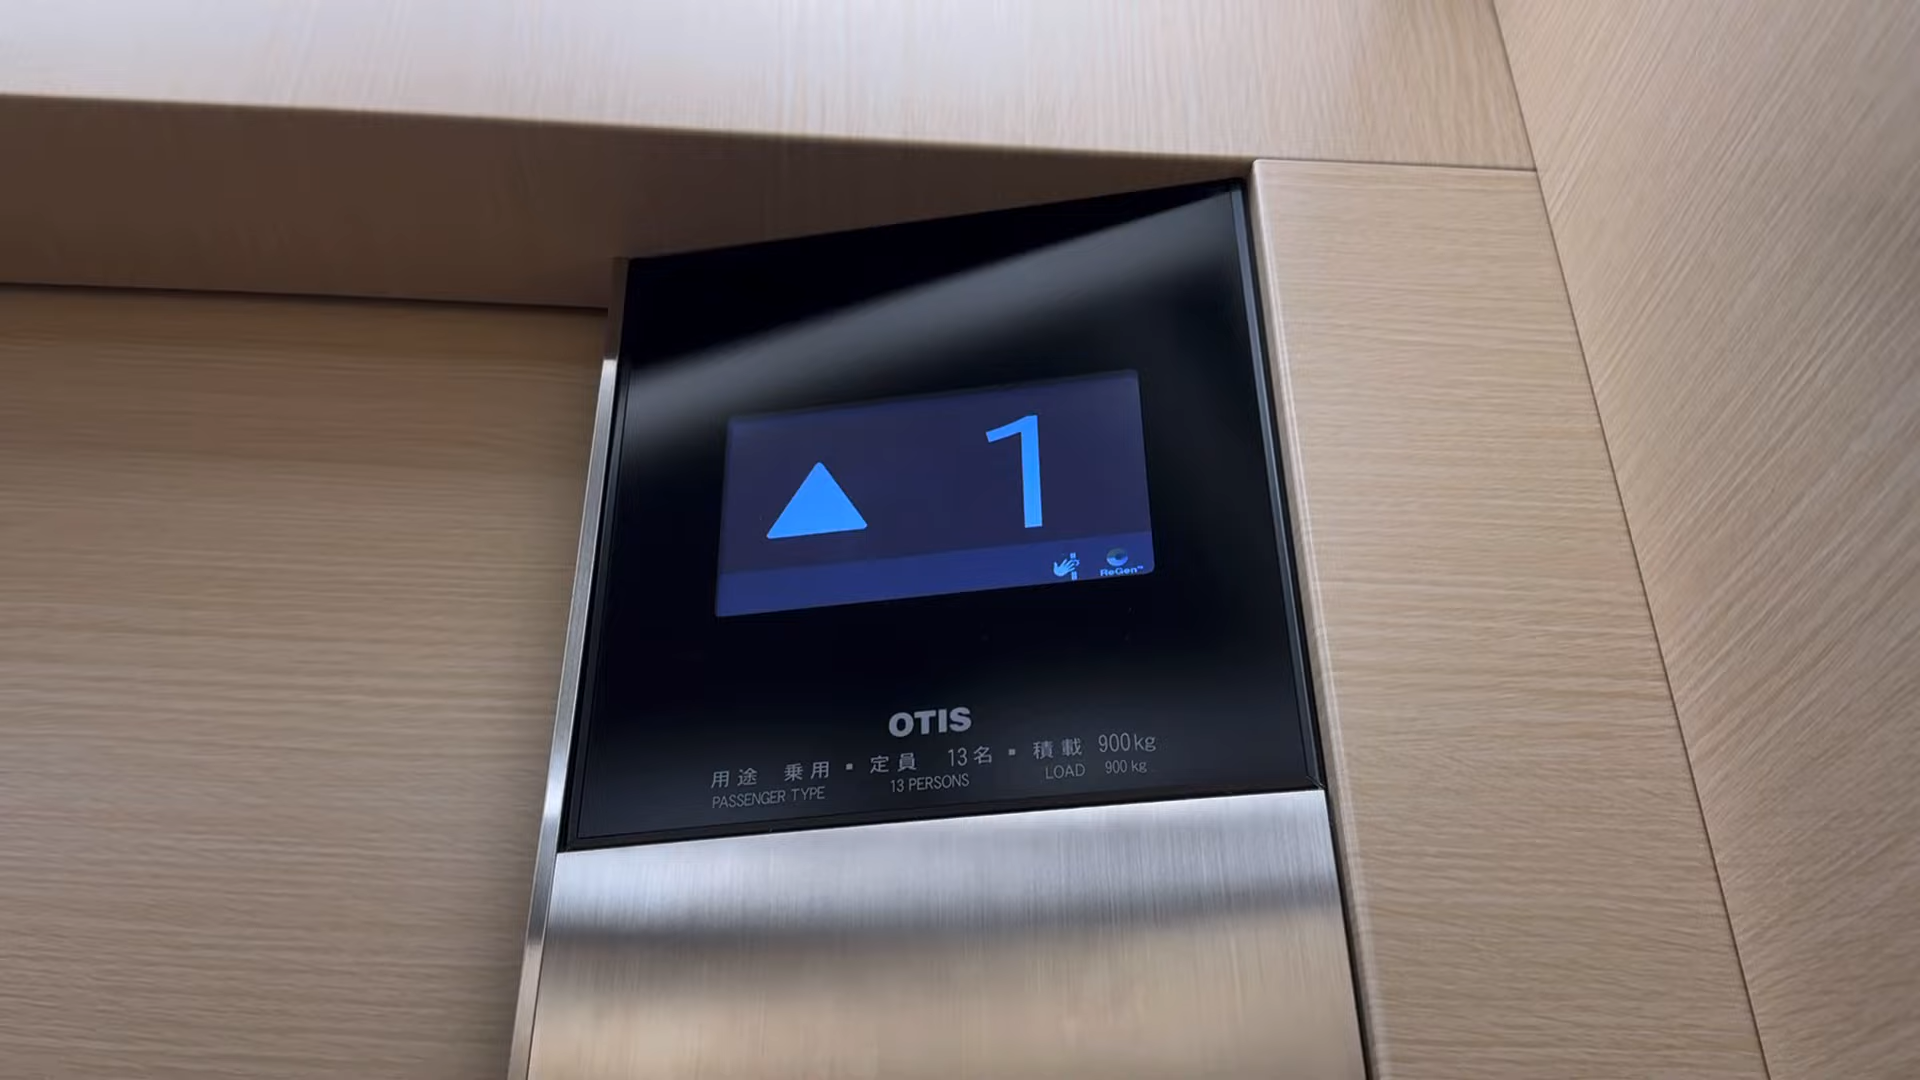 1
ReGen™
OTIS
用途 乗用 ▪ 定員 13名 ▪ 積載 900kg
PASSENGER TYPE 13 PERSONS LOAD 900 kg